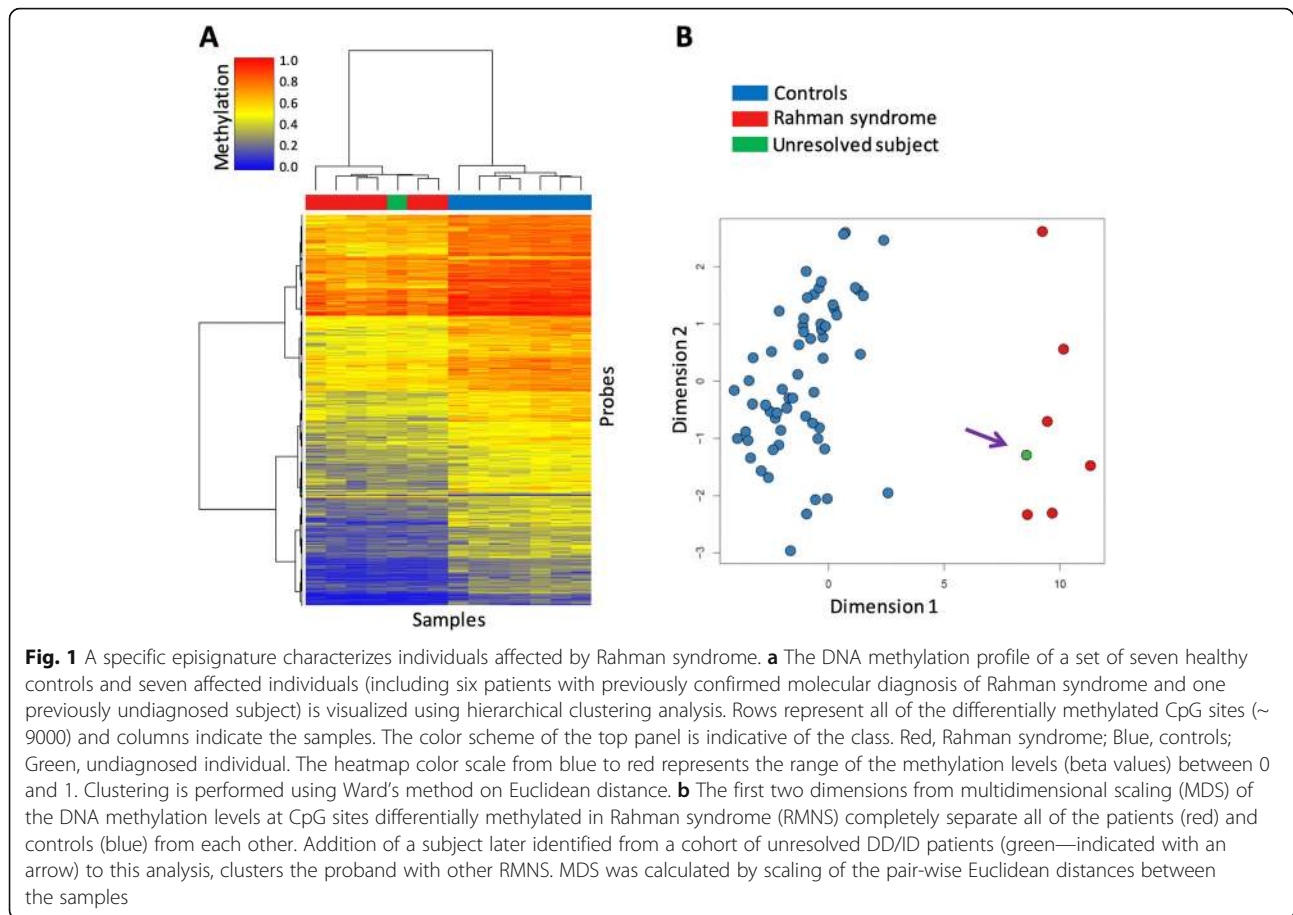 A
B
Methylation
1.0
0.8
0.6
0.4
0.2
0.0
Probes
Samples
Controls
Rahman syndrome
Unresolved subject
Dimension 2
2
1
0
-1
-2
-3
0
5
10
Dimension 1
Fig. 1 A specific episignature characterizes individuals affected by Rahman syndrome. a The DNA methylation profile of a set of seven healthy
controls and seven affected individuals (including six patients with previously confirmed molecular diagnosis of Rahman syndrome and one
previously undiagnosed subject) is visualized using hierarchical clustering analysis. Rows represent all of the differentially methylated CpG sites (~
9000) and columns indicate the samples. The color scheme of the top panel is indicative of the class. Red, Rahman syndrome; Blue, controls;
Green, undiagnosed individual. The heatmap color scale from blue to red represents the range of the methylation levels (beta values) between 0
and 1. Clustering is performed using Ward's method on Euclidean distance. b The first two dimensions from multidimensional scaling (MDS) of
the DNA methylation levels at CpG sites differentially methylated in Rahman syndrome (RMNS) completely separate all of the patients (red) and
controls (blue) from each other. Addition of a subject later identified from a cohort of unresolved DD/ID patients (green—indicated with an
arrow) to this analysis, clusters the proband with other RMNS. MDS was calculated by scaling of the pair-wise Euclidean distances between
the samples